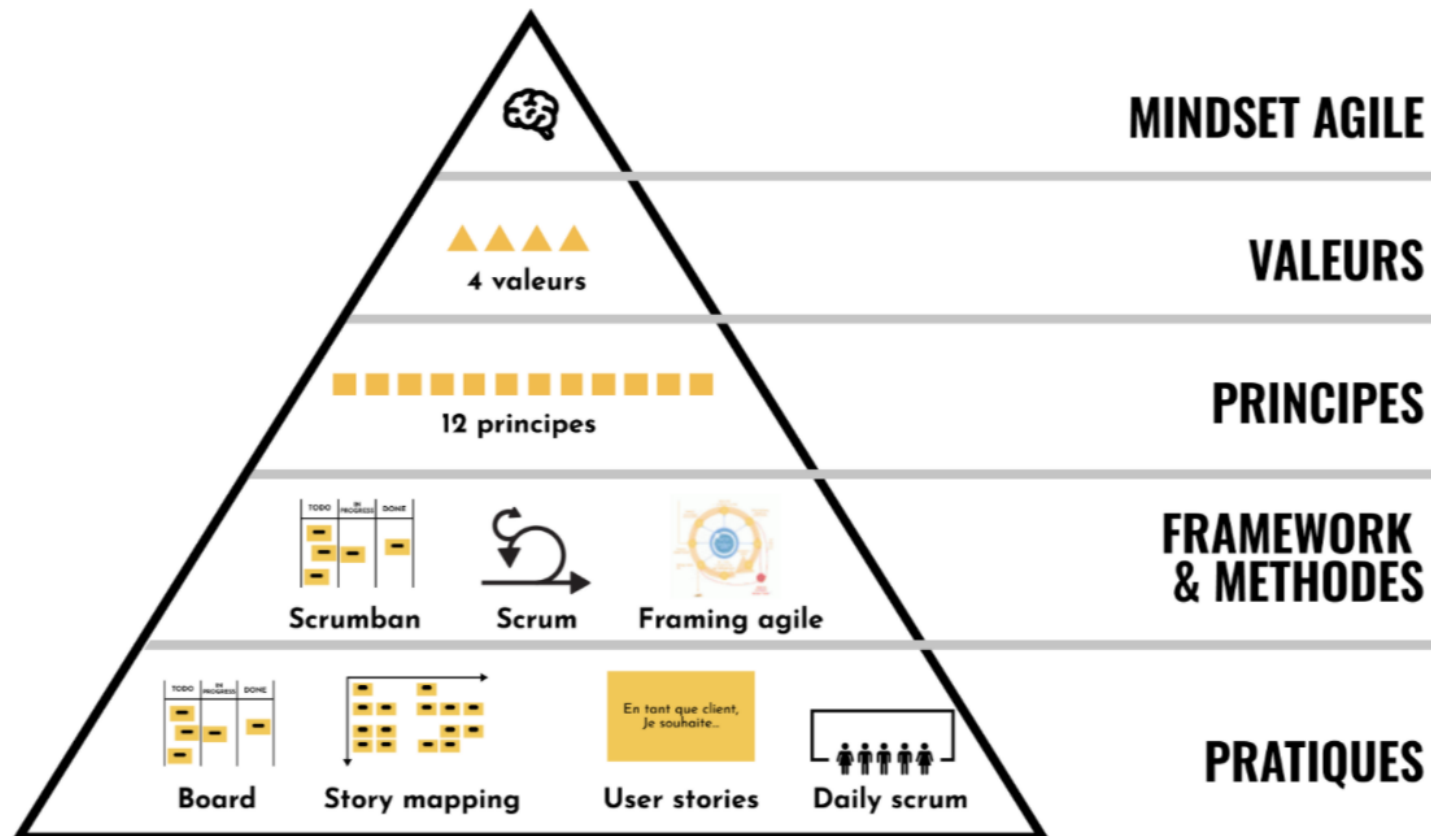 MINDSET AGILE
4 valeurs
VALEURS
12 principes
PRINCIPES
TODO
IN
PROGRESS
DONE
Scrumban
Scrum
Framing agile
FRAMEWORK
& METHODES
TODO
IN
PROGRESS
DONE
En tant que client,
Je souhaite...
Board
Story mapping
User stories
Daily scrum
PRATIQUES